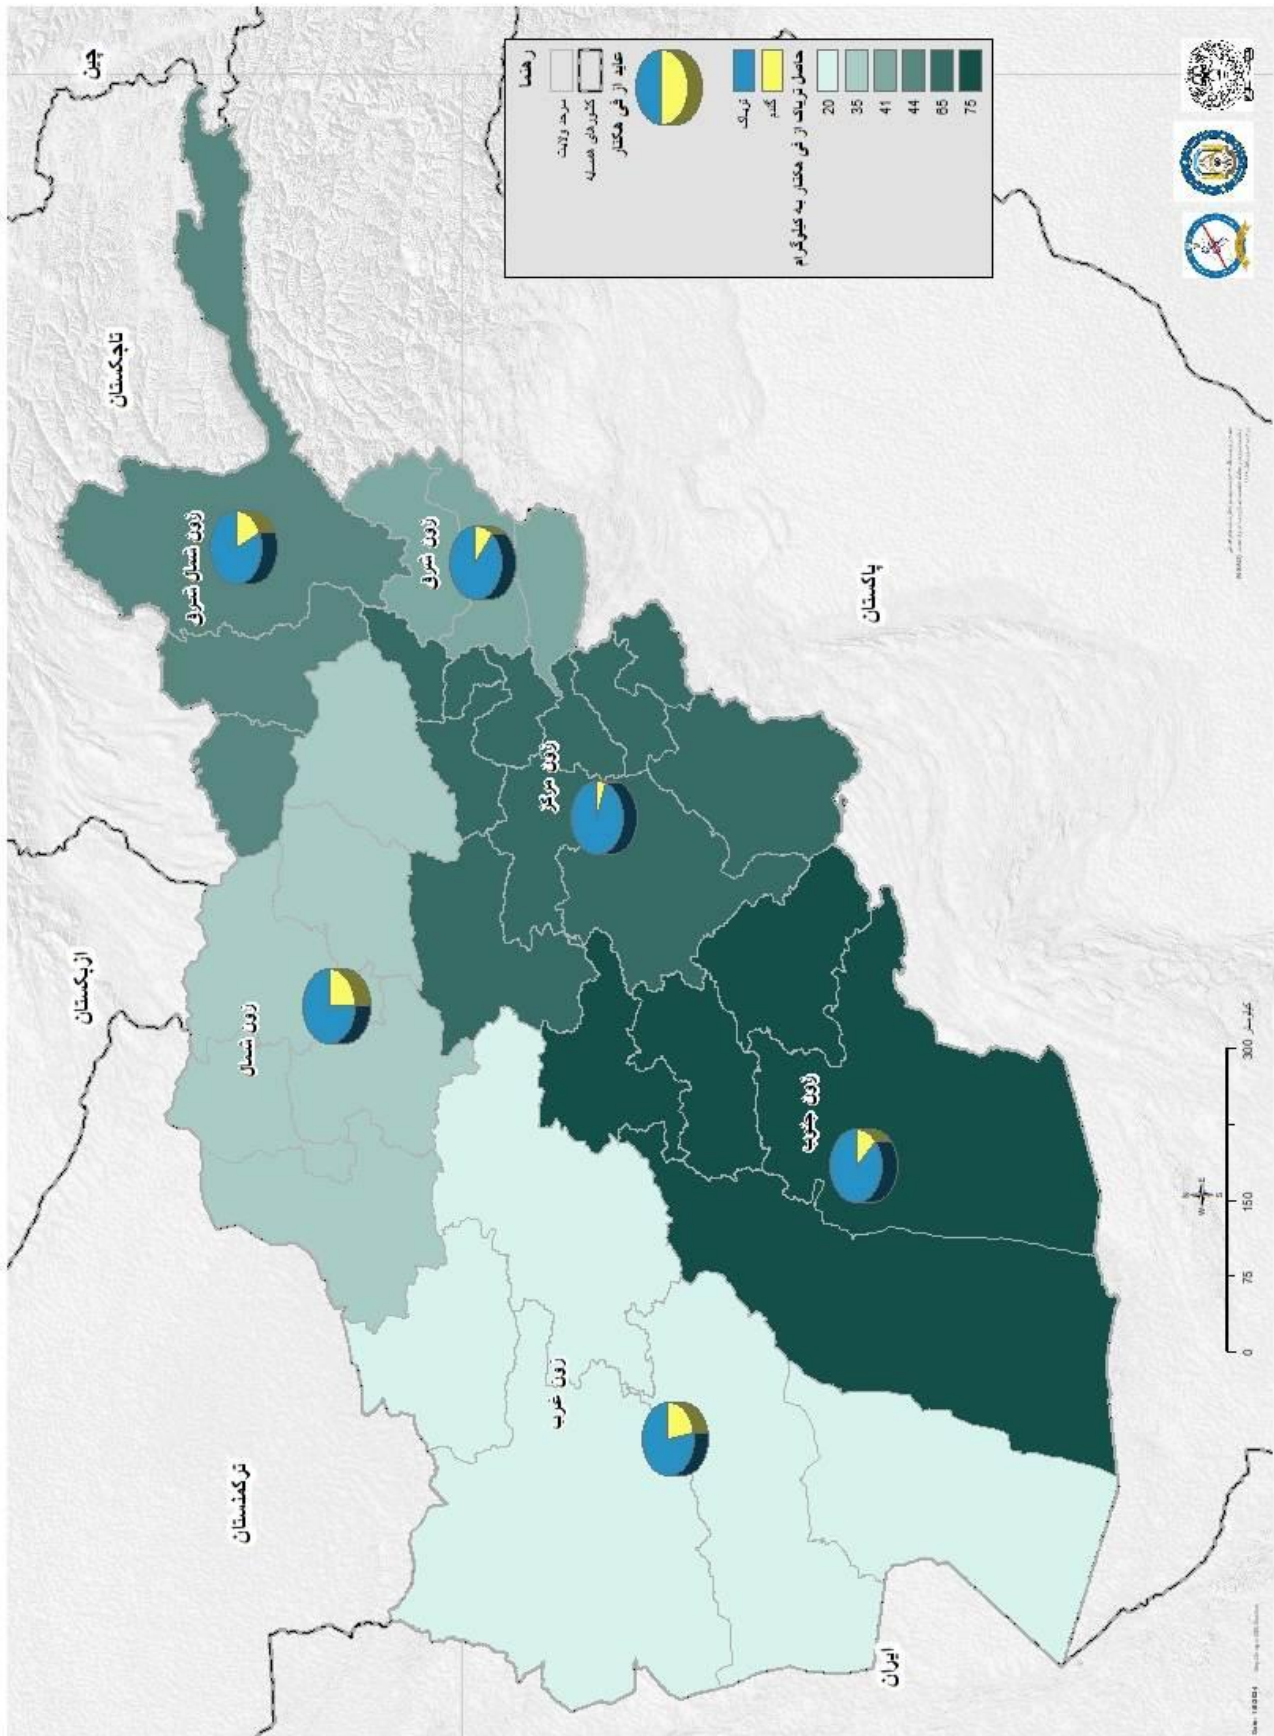 چین
تاجکستان
ازبکستان
ترکمنستان
ایران
پاکستان
زون شمال شرق
زون شرق
زون شمال
زون مرکز
زون غرب
زون جنوب
رهنما
سرحد ولایت
کشورهای همسایه
عاید از فی هکتار
تریاک
گندم
حاصل تریاک از فی هکتار به کیلوگرام
20
35
41
44
65
75
N
W
E
S
0 75 150 300 کیلومتر